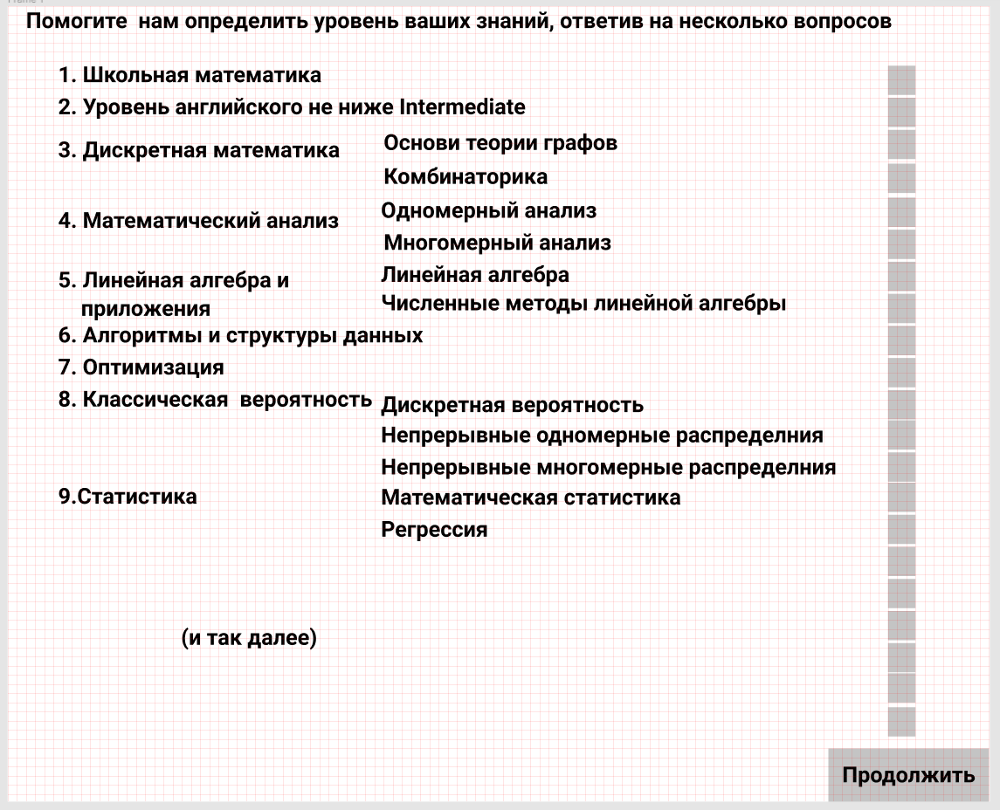 Помогите нам определить уровень ваших знаний, ответив на несколько вопросов
1. Школьная математика
2. Уровень английского не ниже Intermediate
3. Дискретная математика
Основи теории графов
Комбинаторика
4. Математический анализ
Одномерный анализ
Многомерный анализ
5. Линейная алгебра и
приложения
Линейная алгебра
Численные методы линейной алгебры
6. Алгоритмы и структуры данных
7. Оптимизация
8. Классическая вероятность
Дискретная вероятность
Непрерывные одномерные распределния
Непрерывные многомерные распределния
9.Статистика
Математическая статистика
Регрессия
(и так далее)
Продолжить